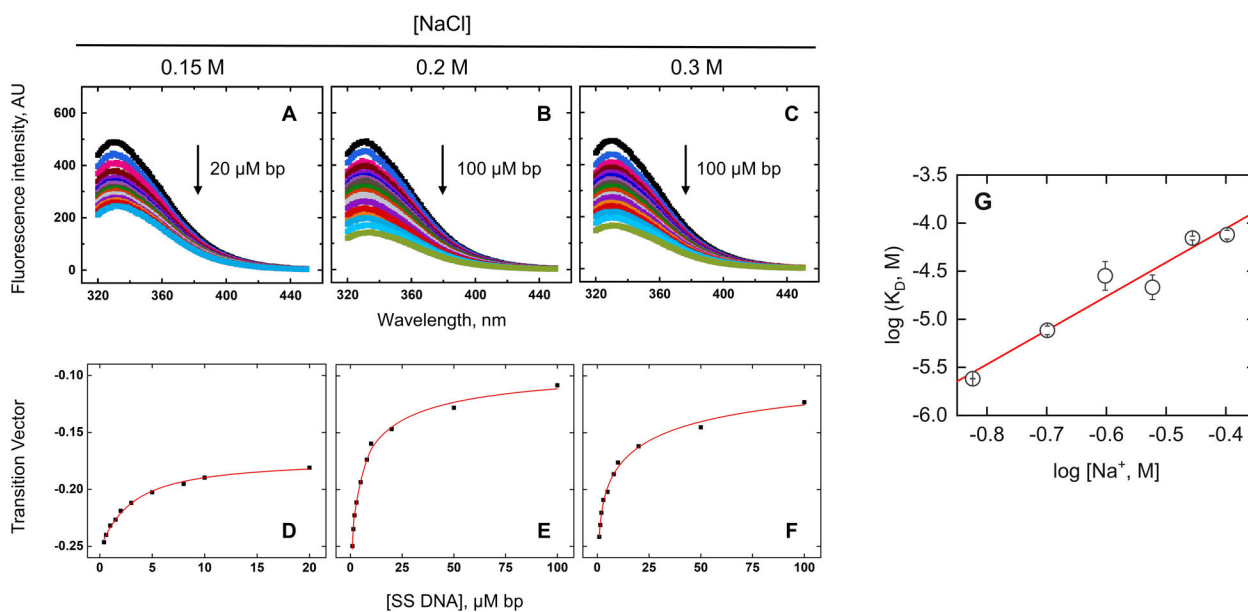 [NaCl]
0.15 M 0.2 M 0.3 M
Fluorescence intensity, AU
600
400
200
0
A
20 µM bp
320 360 400 440
B
100 µM bp
320 360 400 440
C
100 µM bp
320 360 400 440
Wavelength, nm
Transition Vector
-0.10
-0.15
-0.20
-0.25
D
0 5 10 15 20
E
0 50 100
F
0 25 50 75 100
[SS DNA], µM bp
G
log (K_D, M)
-3.5
-4.0
-4.5
-5.0
-5.5
-6.0
-0.8 -0.7 -0.6 -0.5 -0.4
log [Na⁺, M]